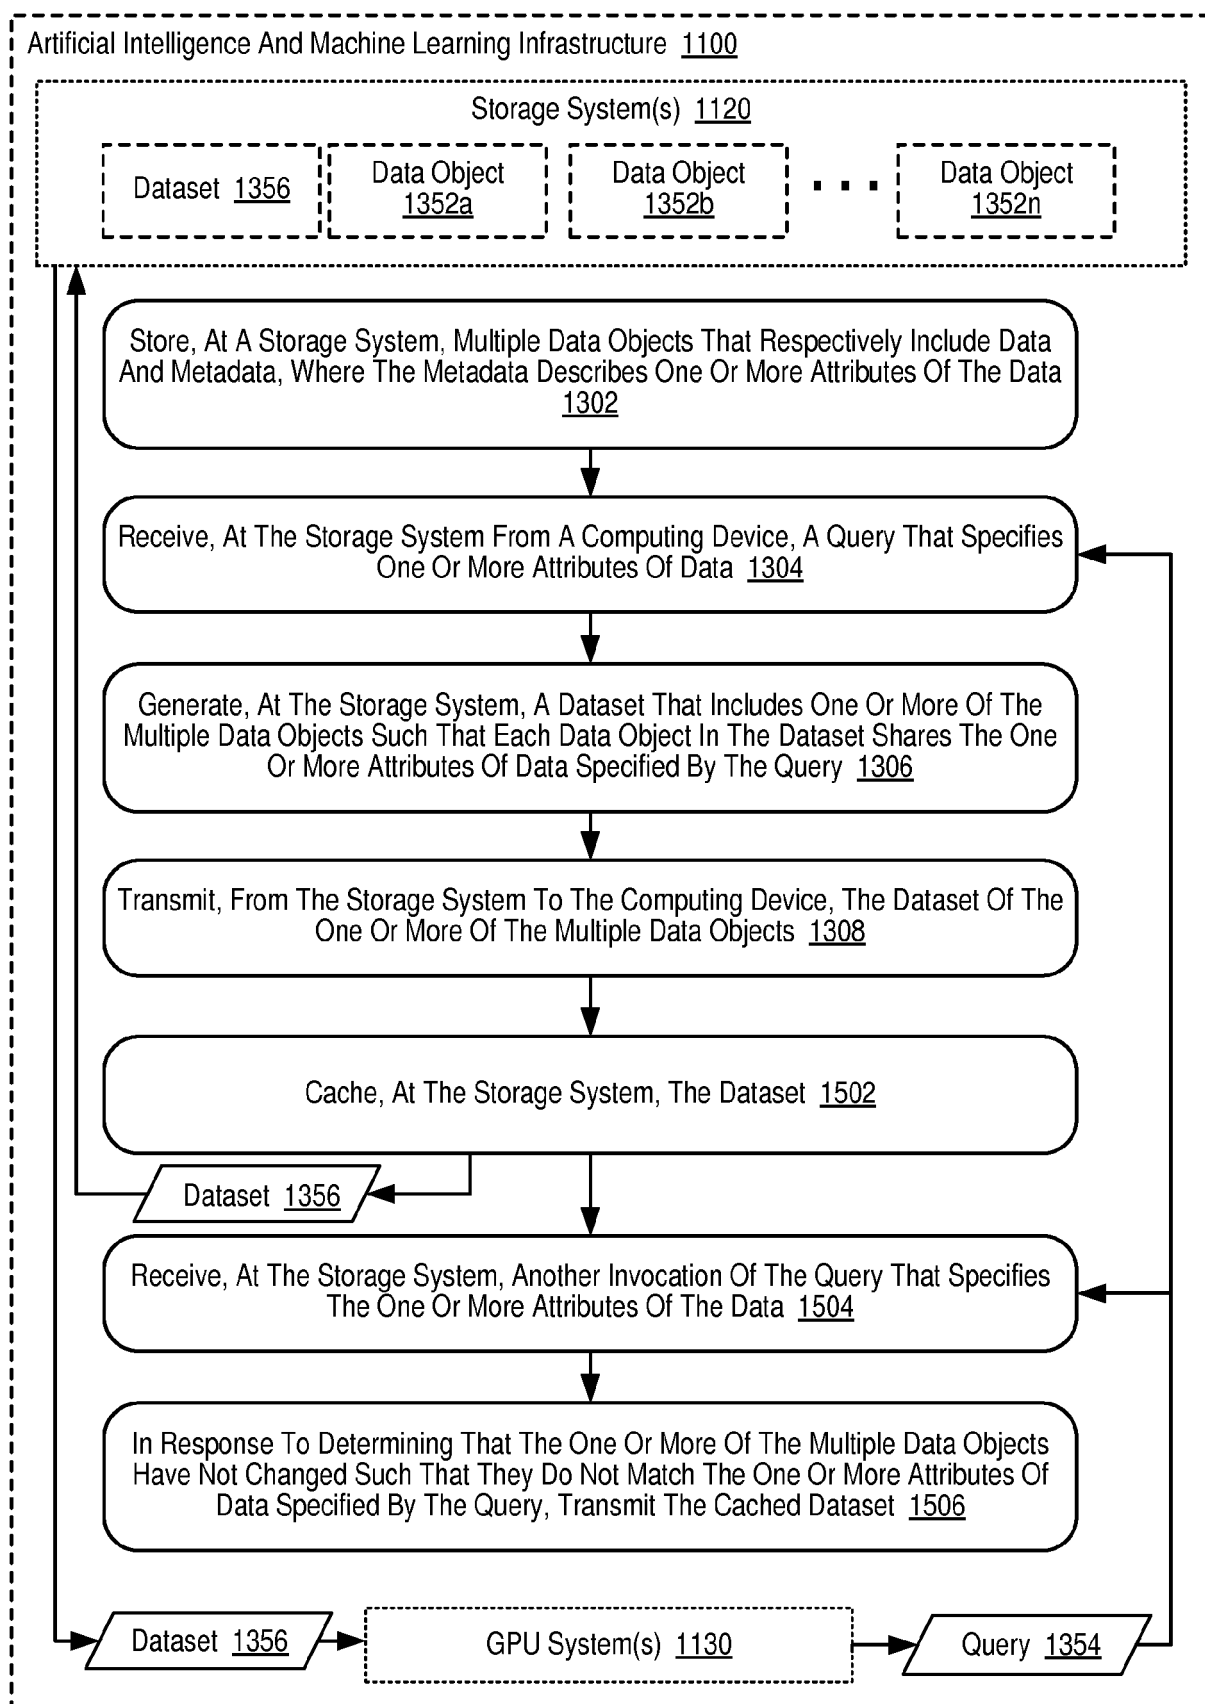 Artificial Intelligence And Machine Learning Infrastructure 1100
Storage System(s) 1120
Dataset 1356
Data Object
1352a
Data Object
1352b
Data Object
1352n
Store, At A Storage System, Multiple Data Objects That Respectively Include Data
And Metadata, Where The Metadata Describes One Or More Attributes Of The Data
1302
Receive, At The Storage System From A Computing Device, A Query That Specifies
One Or More Attributes Of Data 1304
Generate, At The Storage System, A Dataset That Includes One Or More Of The
Multiple Data Objects Such That Each Data Object In The Dataset Shares The One
Or More Attributes Of Data Specified By The Query 1306
Transmit, From The Storage System To The Computing Device, The Dataset Of The
One Or More Of The Multiple Data Objects 1308
Cache, At The Storage System, The Dataset 1502
Dataset 1356
Receive, At The Storage System, Another Invocation Of The Query That Specifies
The One Or More Attributes Of The Data 1504
In Response To Determining That The One Or More Of The Multiple Data Objects
Have Not Changed Such That They Do Not Match The One Or More Attributes Of
Data Specified By The Query, Transmit The Cached Dataset 1506
Dataset 1356
GPU System(s) 1130
Query 1354